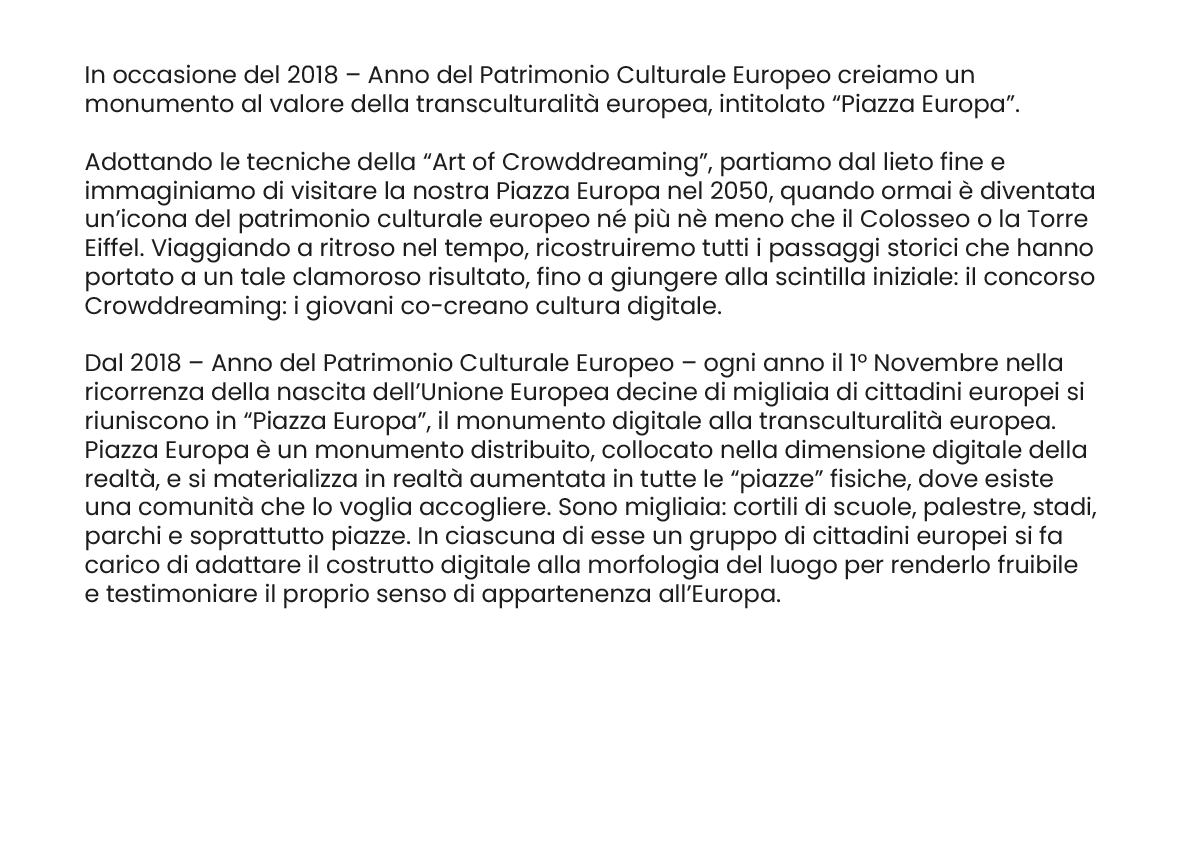 In occasione del 2018 – Anno del Patrimonio Culturale Europeo creiamo un
monumento al valore della transculturalità europea, intitolato “Piazza Europa”.
Adottando le tecniche della “Art of Crowddreaming”, partiamo dal lieto fine e
immaginiamo di visitare la nostra Piazza Europa nel 2050, quando ormai è diventata
un’icona del patrimonio culturale europeo né più nè meno che il Colosseo o la Torre
Eiffel. Viaggiando a ritroso nel tempo, ricostruiremo tutti i passaggi storici che hanno
portato a un tale clamoroso risultato, fino a giungere alla scintilla iniziale: il concorso
Crowddreaming: i giovani co-creano cultura digitale.
Dal 2018 – Anno del Patrimonio Culturale Europeo – ogni anno il 1° Novembre nella
ricorrenza della nascita dell’Unione Europea decine di migliaia di cittadini europei si
riuniscono in “Piazza Europa”, il monumento digitale alla transculturalità europea.
Piazza Europa è un monumento distribuito, collocato nella dimensione digitale della
realtà, e si materializza in realtà aumentata in tutte le “piazze” fisiche, dove esiste
una comunità che lo voglia accogliere. Sono migliaia: cortili di scuole, palestre, stadi,
parchi e soprattutto piazze. In ciascuna di esse un gruppo di cittadini europei si fa
carico di adattare il costrutto digitale alla morfologia del luogo per renderlo fruibile
e testimoniare il proprio senso di appartenenza all’Europa.